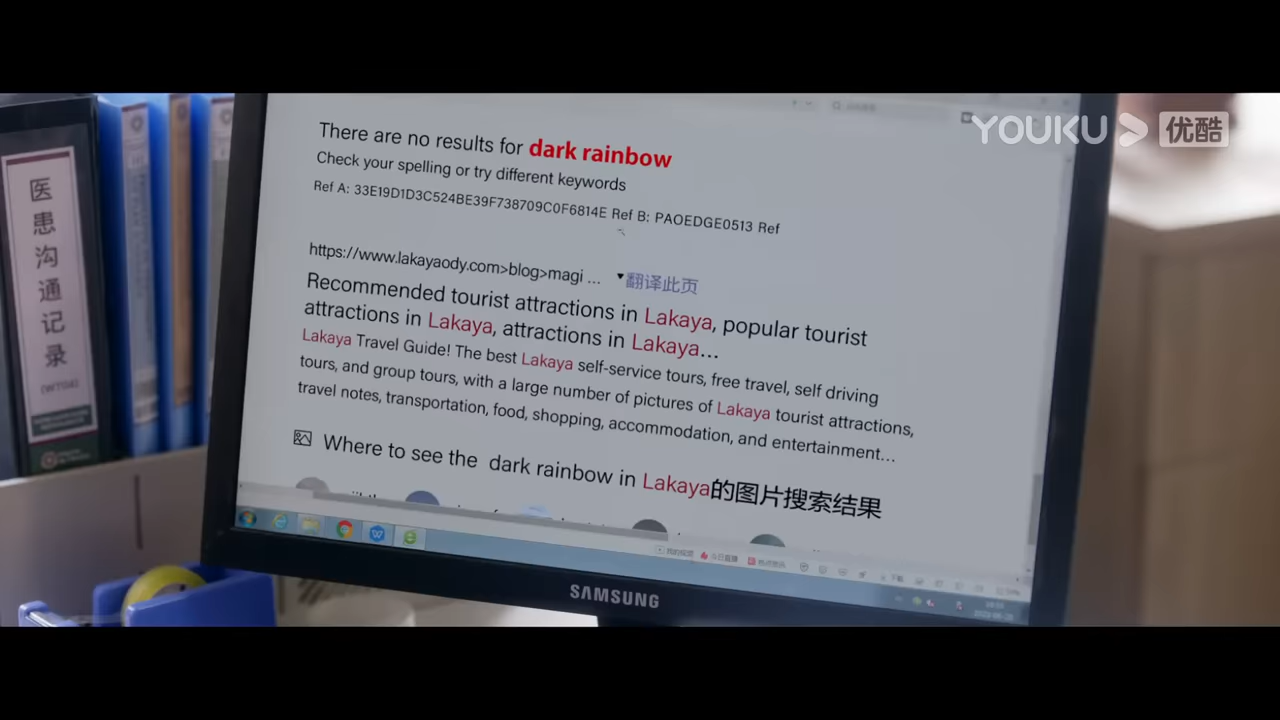 YOUKU 优酷
There are no results for dark rainbow
Check your spelling or try different keywords
Ref A: 33E19D1D3C524BE39F738709C0F6814E Ref B: PAOEDGE0513 Ref
https://www.lakayaody.com>blog>magi ... ▾翻译此页
Recommended tourist attractions in Lakaya, popular tourist
attractions in Lakaya, attractions in Lakaya...
Lakaya Travel Guide! The best Lakaya self-service tours, free travel, self driving
tours, and group tours, with a large number of pictures of Lakaya tourist attractions,
travel notes, transportation, food, shopping, accommodation, and entertainment...
Where to see the dark rainbow in Lakaya的图片搜索结果
SAMSUNG
医患沟通记录
(WT04)